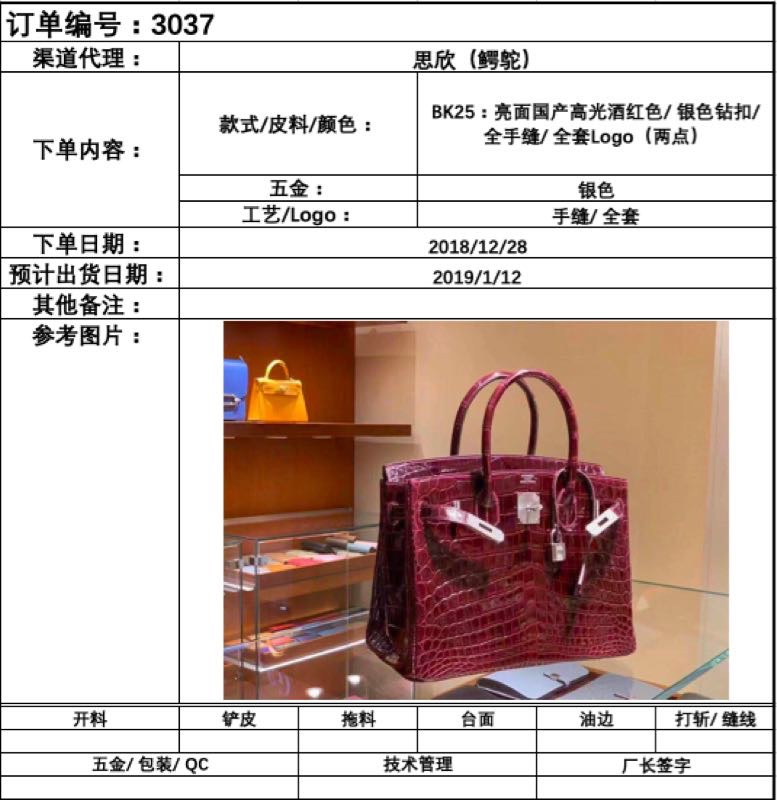 订单编号：3037
渠道代理：
思欣（鳄鸵）
下单内容：
款式/皮料/颜色：
BK25：亮面国产高光酒红色/ 银色钻扣/
全手缝/ 全套Logo（两点）
五金：
银色
工艺/Logo：
手缝/ 全套
下单日期：
2018/12/28
预计出货日期：
2019/1/12
其他备注：
参考图片：
开料
铲皮
拖料
台面
油边
打斩/ 缝线
五金/ 包装/ QC
技术管理
厂长签字